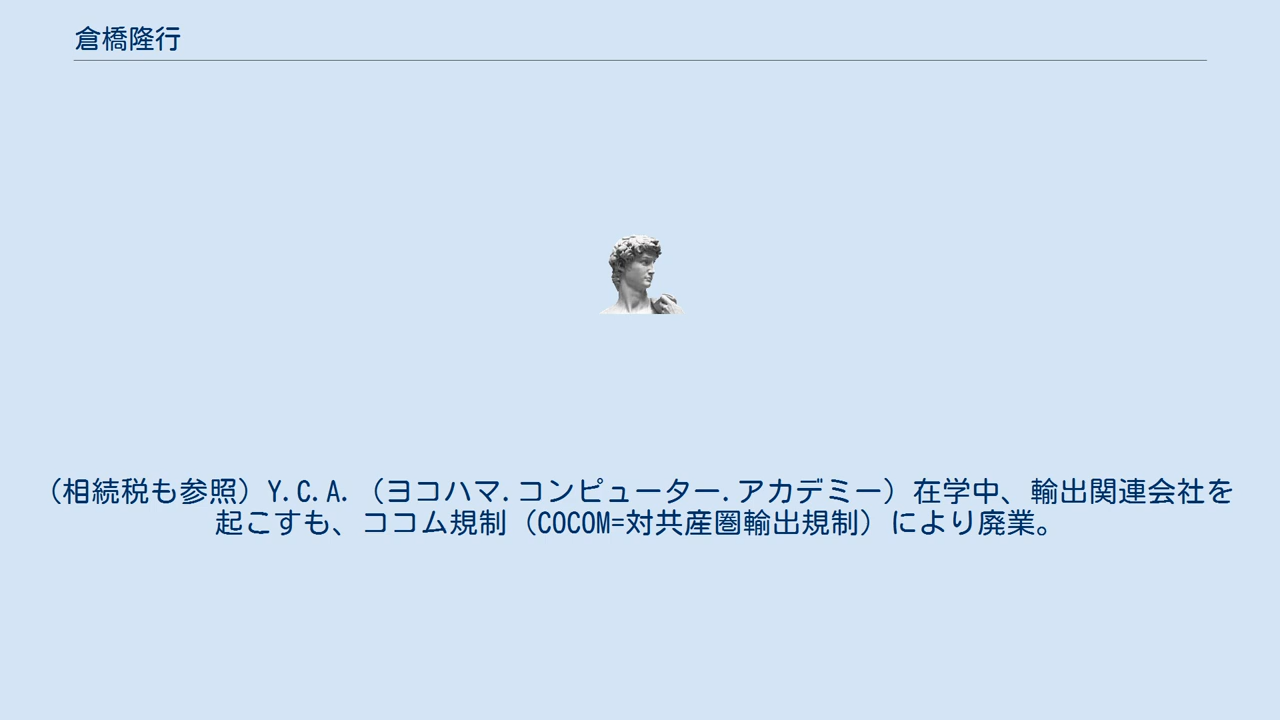 倉橋隆行
（相続税も参照）Y.C.A.（ヨコハマ.コンピューター.アカデミー）在学中、輸出関連会社を
起こすも、ココム規制（COCOM=対共産圏輸出規制）により廃業。